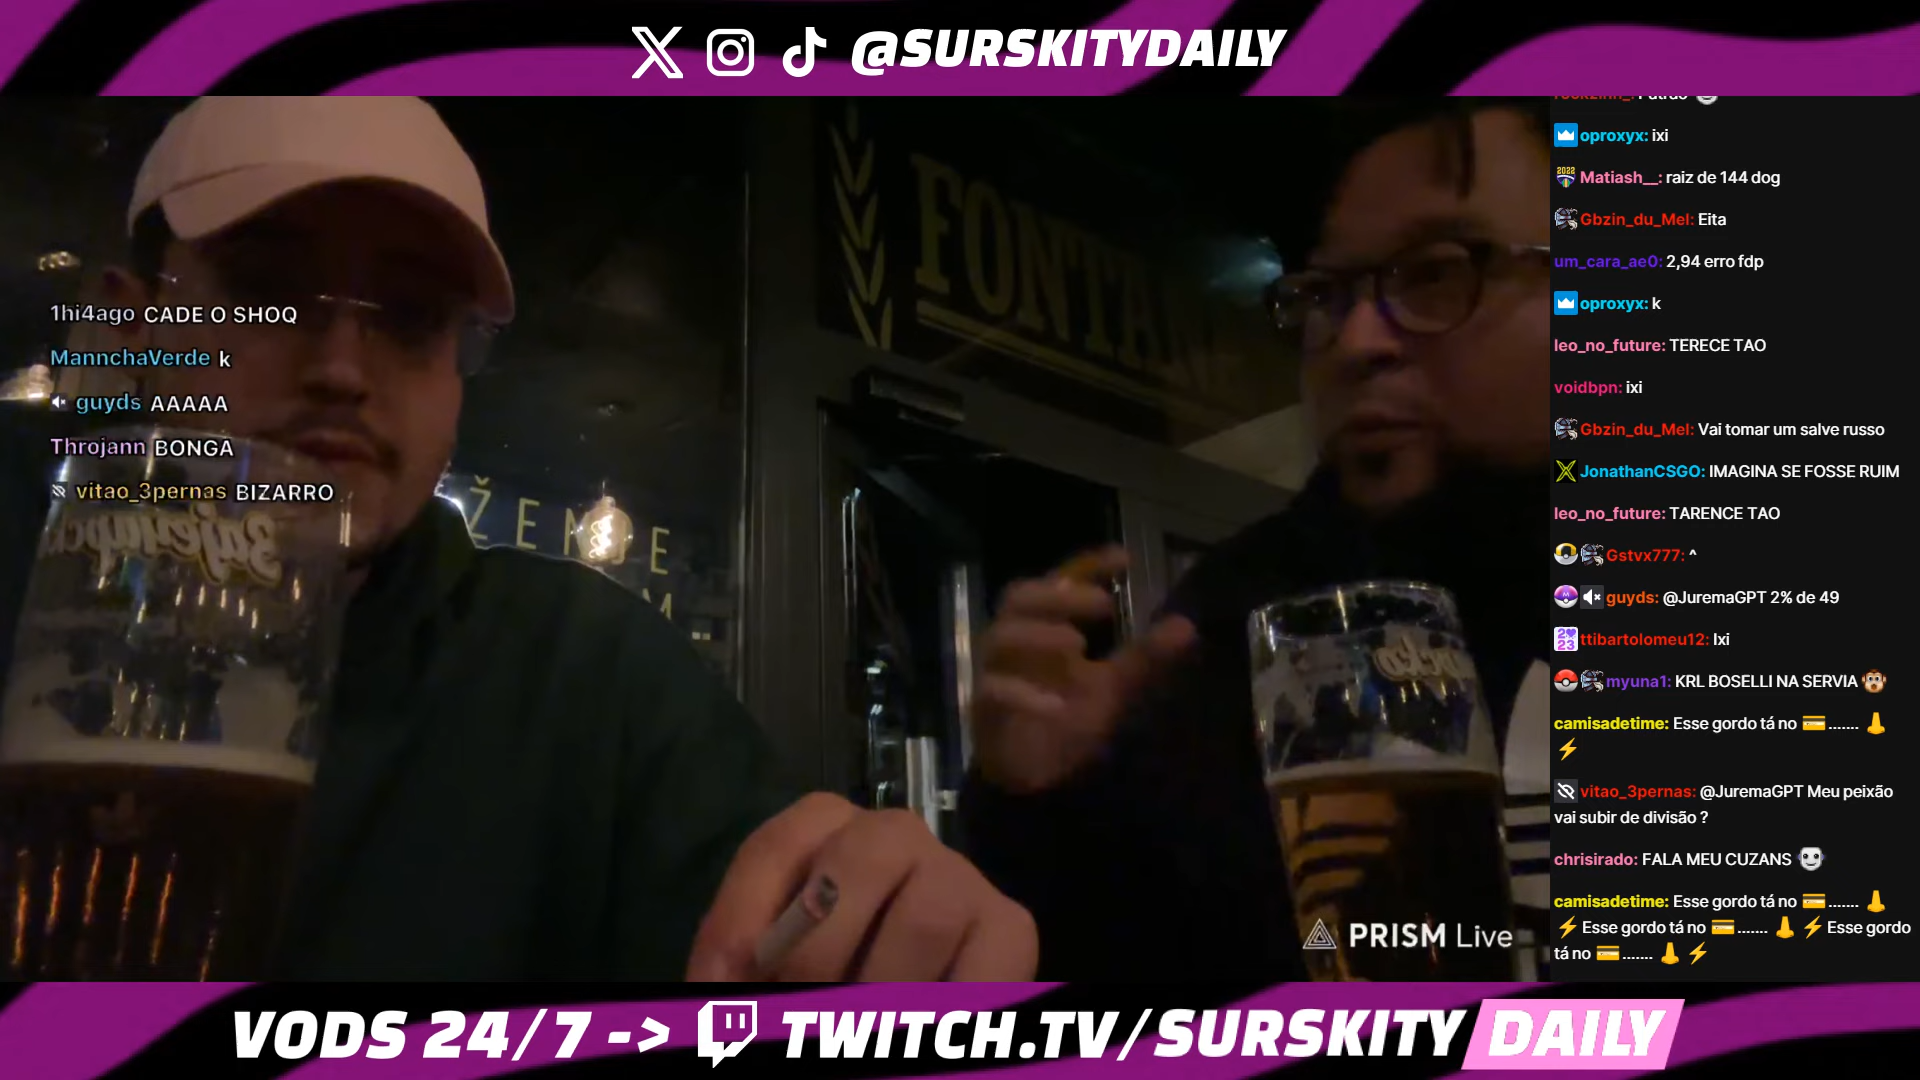 @SURSKITYDAILY
FONTANA
1hi4ago CADE O SHOQ
MannchaVerde k
guyds AAAAA
Throjann BONGA
vitao_3pernas BIZARRO
ŽEN DE
PRISM Live
oproxyx: ixi
Matiash__: raiz de 144 dog
Gbzin_du_Mel: Eita
um_cara_ae0: 2,94 erro fdp
oproxyx: k
leo_no_future: TERECE TAO
voidbpn: ixi
Gbzin_du_Mel: Vai tomar um salve russo
JonathanCSGO: IMAGINA SE FOSSE RUIM
leo_no_future: TARENCE TAO
Gstvx777: ^
guyds: @JuremaGPT 2% de 49
ttibartolomeu12: Ixi
myuna1: KRL BOSELLI NA SERVIA 🙊
camisadetime: Esse gordo tá no 💳....... 👃
⚡
vitao_3pernas: @JuremaGPT Meu peixão
vai subir de divisão ?
chrisirado: FALA MEU CUZANS
camisadetime: Esse gordo tá no 💳....... 👃
⚡ Esse gordo tá no 💳....... 👃 ⚡ Esse gordo
tá no 💳....... 👃 ⚡
VODS 24/7 -> TWITCH.TV/SURSKITY DAILY